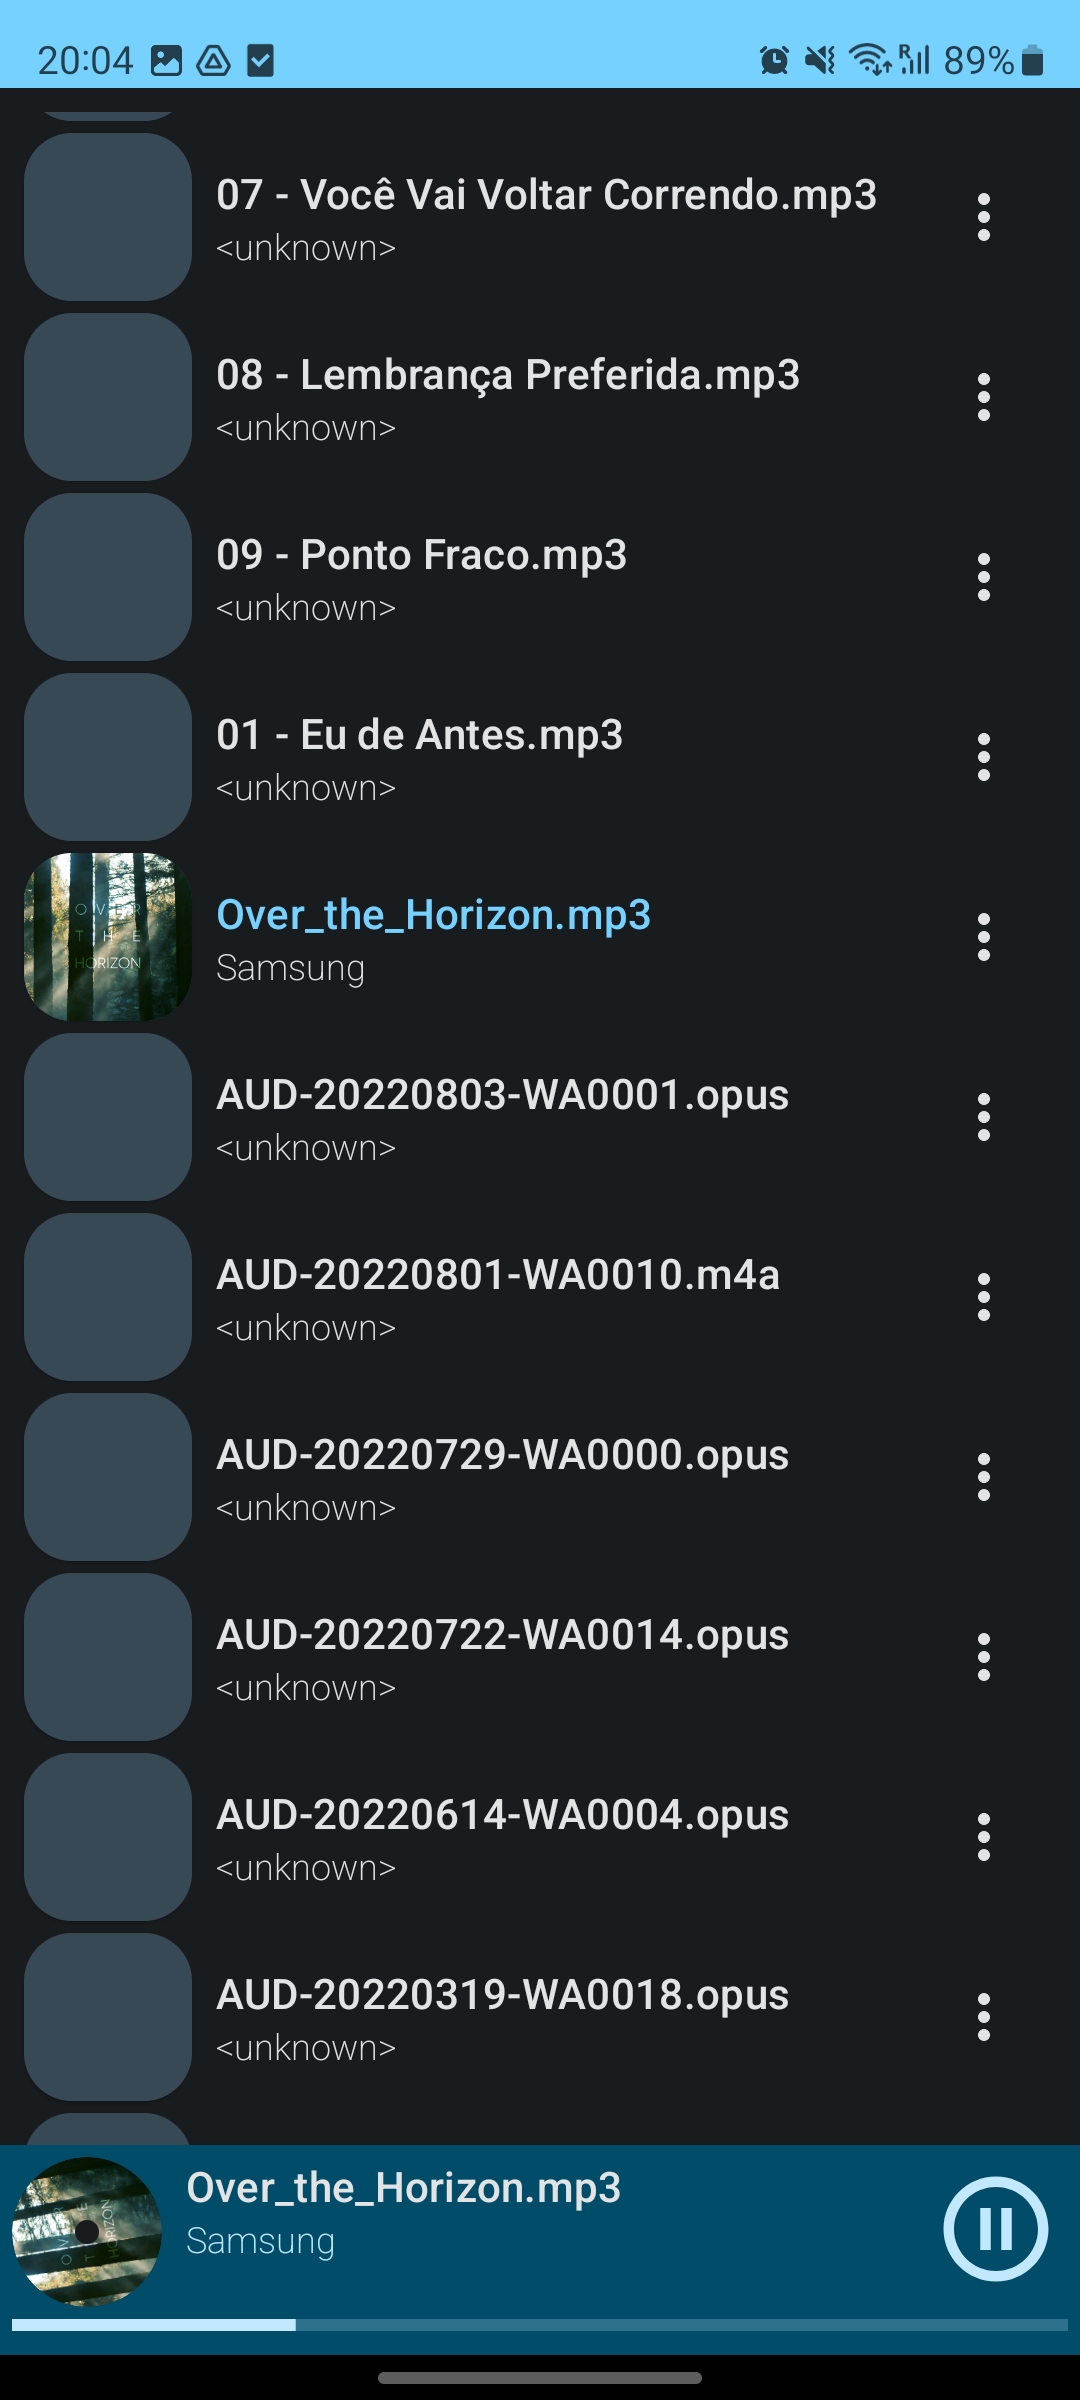 20:04
R
89%
07 - Você Vai Voltar Correndo.mp3
<unknown>
08 - Lembrança Preferida.mp3
<unknown>
09 - Ponto Fraco.mp3
<unknown>
01 - Eu de Antes.mp3
<unknown>
OVER
THE
HORIZON
Over_the_Horizon.mp3
Samsung
AUD-20220803-WA0001.opus
<unknown>
AUD-20220801-WA0010.m4a
<unknown>
AUD-20220729-WA0000.opus
<unknown>
AUD-20220722-WA0014.opus
<unknown>
AUD-20220614-WA0004.opus
<unknown>
AUD-20220319-WA0018.opus
<unknown>
OVER
THE
HORIZON
Over_the_Horizon.mp3
Samsung